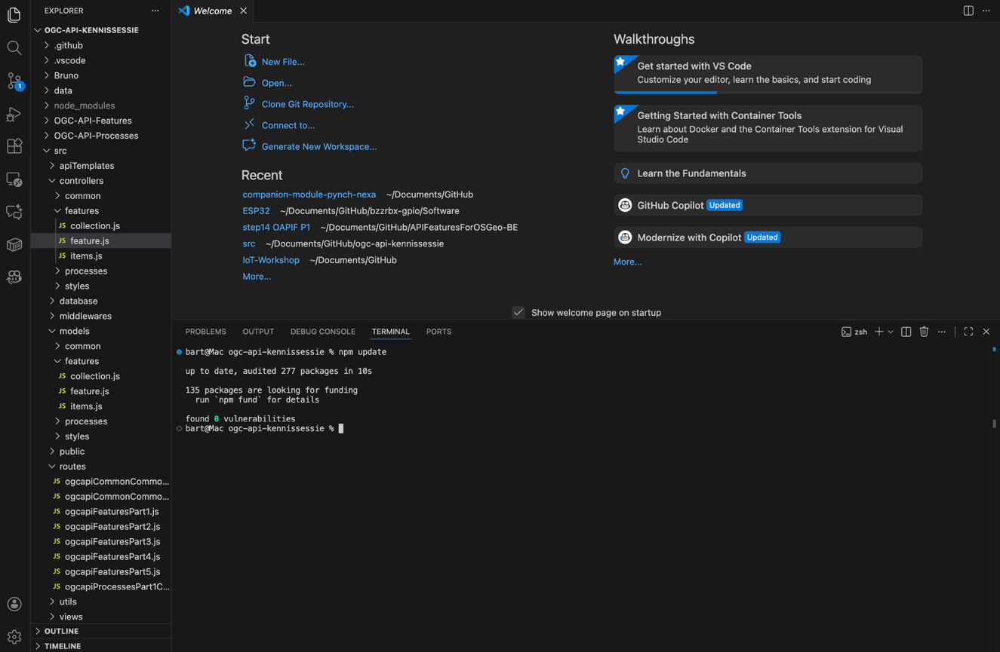 EXPLORER
OGC-API-KENNISSESSIE
.github
.vscode
Bruno
data
node_modules
OGC-API-Features
OGC-API-Processes
src
apiTemplates
controllers
common
features
JS collection.js
JS feature.js
JS items.js
processes
styles
database
middlewares
models
common
features
JS collection.js
JS feature.js
JS items.js
processes
styles
public
routes
JS ogcapiCommonCommo...
JS ogcapiCommonCommo...
JS ogcapiFeaturesPart1.js
JS ogcapiFeaturesPart2.js
JS ogcapiFeaturesPart3.js
JS ogcapiFeaturesPart4.js
JS ogcapiFeaturesPart5.js
JS ogcapiProcessesPart1C...
utils
views
OUTLINE
TIMELINE
1
Welcome
Start
New File...
Open...
Clone Git Repository...
Connect to...
Generate New Workspace...
Recent
companion-module-pynch-nexa ~/Documents/GitHub
ESP32 ~/Documents/GitHub/bzzrbx-gpio/Software
step14 OAPIF P1 ~/Documents/GitHub/APIFeaturesForOSGeo-BE
src ~/Documents/GitHub/ogc-api-kennissessie
IoT-Workshop ~/Documents/GitHub
More...
Walkthroughs
Get started with VS Code
Customize your editor, learn the basics, and start coding
Getting Started with Container Tools
Learn about Docker and the Container Tools extension for Visual
Studio Code
Learn the Fundamentals
GitHub Copilot Updated
Modernize with Copilot Updated
More...
Show welcome page on startup
PROBLEMS OUTPUT DEBUG CONSOLE TERMINAL PORTS
zsh
bart@Mac ogc-api-kennissessie % npm update
up to date, audited 277 packages in 10s
135 packages are looking for funding
run `npm fund` for details
found 0 vulnerabilities
bart@Mac ogc-api-kennissessie %